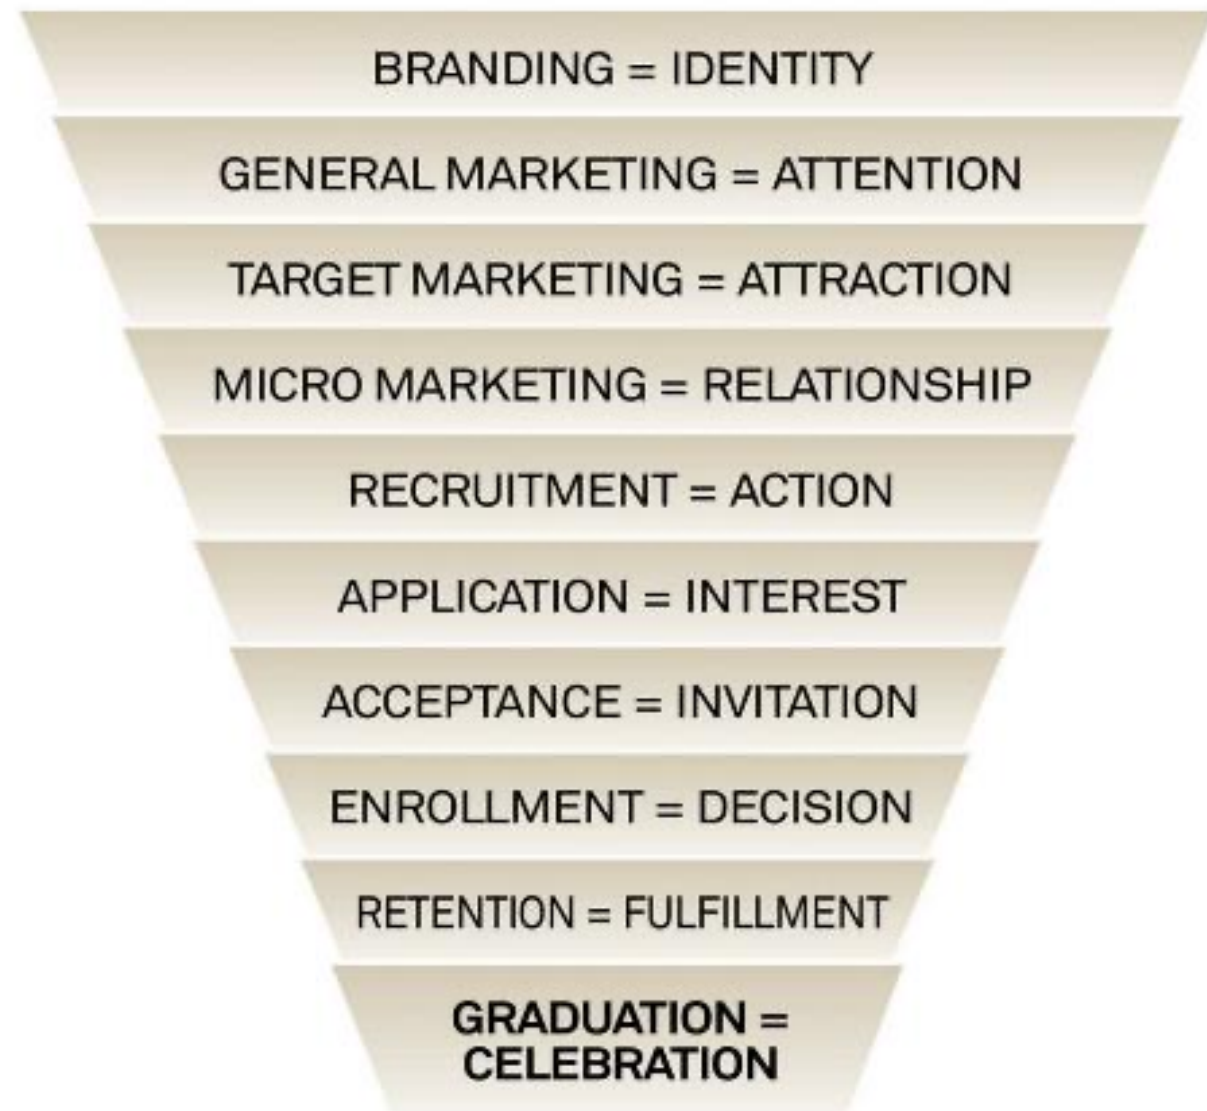 BRANDING = IDENTITY
GENERAL MARKETING = ATTENTION
TARGET MARKETING = ATTRACTION
MICRO MARKETING = RELATIONSHIP
RECRUITMENT = ACTION
APPLICATION = INTEREST
ACCEPTANCE = INVITATION
ENROLLMENT = DECISION
RETENTION = FULFILLMENT
GRADUATION =
CELEBRATION